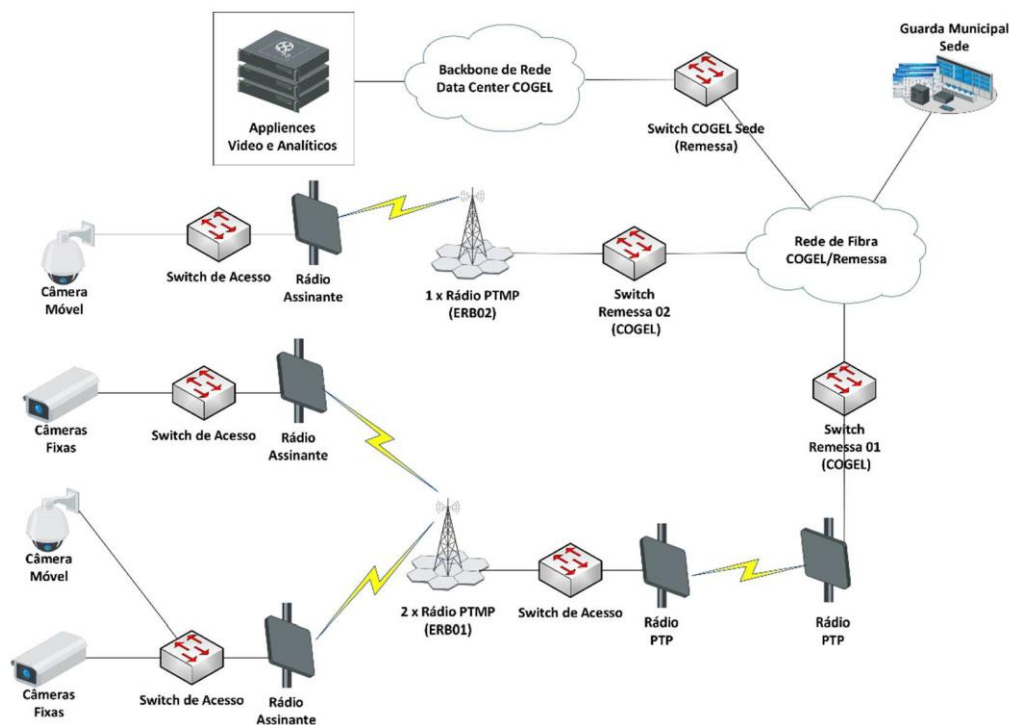 Guarda Municipal
Sede
Backbone de Rede
Data Center COGEL
Appliences
Video e Analíticos
Switch COGEL Sede
(Remessa)
Câmera
Móvel
Switch de Acesso
Rádio
Assinante
1 x Rádio PTMP
(ERB02)
Switch
Remessa 02
(COGEL)
Rede de Fibra
COGEL/Remessa
Câmeras
Fixas
Switch de Acesso
Rádio
Assinante
Switch
Remessa 01
(COGEL)
Câmera
Móvel
2 x Rádio PTMP
(ERB01)
Switch de Acesso
Rádio
PTP
Rádio
PTP
Câmeras
Fixas
Switch de Acesso
Rádio
Assinante